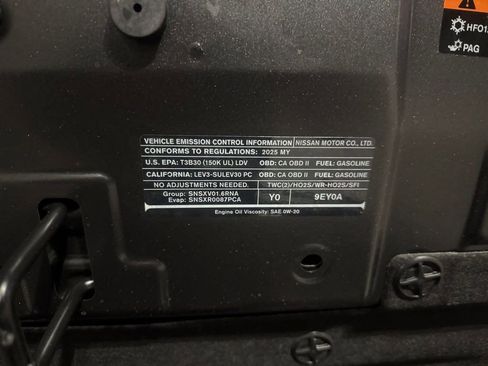 HFO1
PAG
VEHICLE EMISSION CONTROL INFORMATION NISSAN MOTOR CO., LTD.
CONFORMS TO REGULATIONS: 2025 MY
U.S. EPA: T3B30 (150K UL) LDV OBD: CA OBD II FUEL: GASOLINE
CALIFORNIA: LEV3-SULEV30 PC OBD: CA OBD II FUEL: GASOLINE
NO ADJUSTMENTS NEEDED. TWC(2)/HO2S/WR-HO2S/SFI
Group: SNSXV01.6RNA
Evap: SNSXR0087PCA Y0 9EY0A
Engine Oil Viscosity: SAE 0W-20